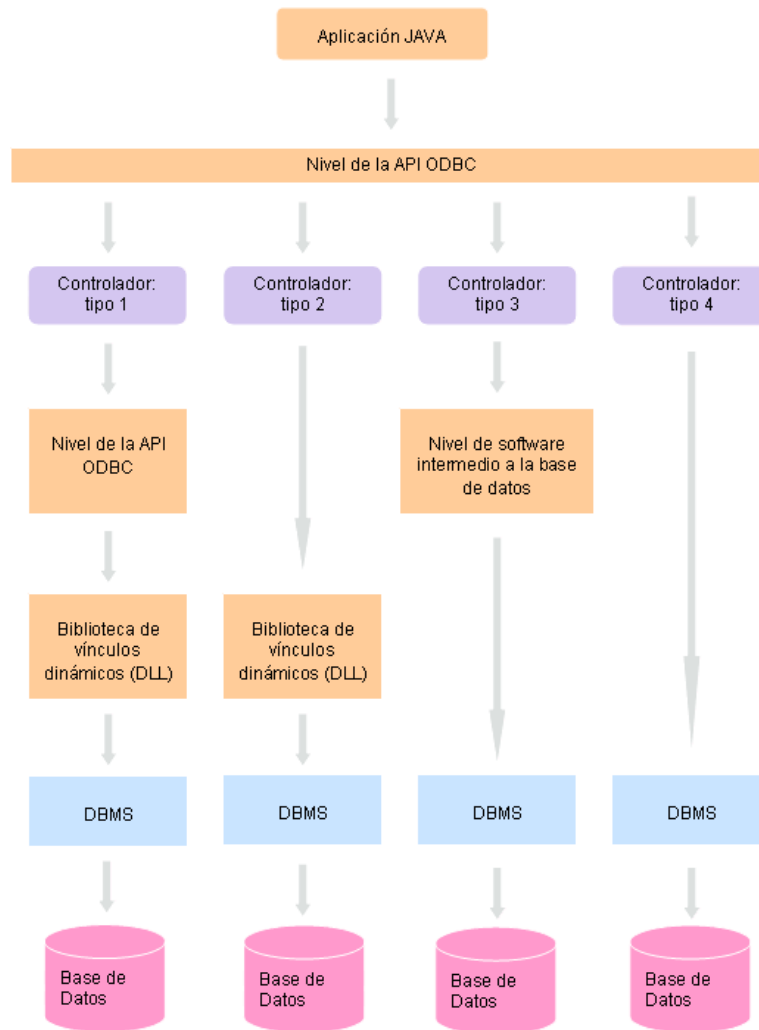 Aplicación JAVA
Nivel de la API ODBC
Controlador:
tipo 1
Controlador:
tipo 2
Controlador:
tipo 3
Controlador:
tipo 4
Nivel de la API
ODBC
Nivel de software
intermedio a la base
de datos
Biblioteca de
vínculos
dinámicos (DLL)
Biblioteca de
vínculos
dinámicos (DLL)
DBMS
DBMS
DBMS
DBMS
Base de
Datos
Base de
Datos
Base de
Datos
Base de
Datos